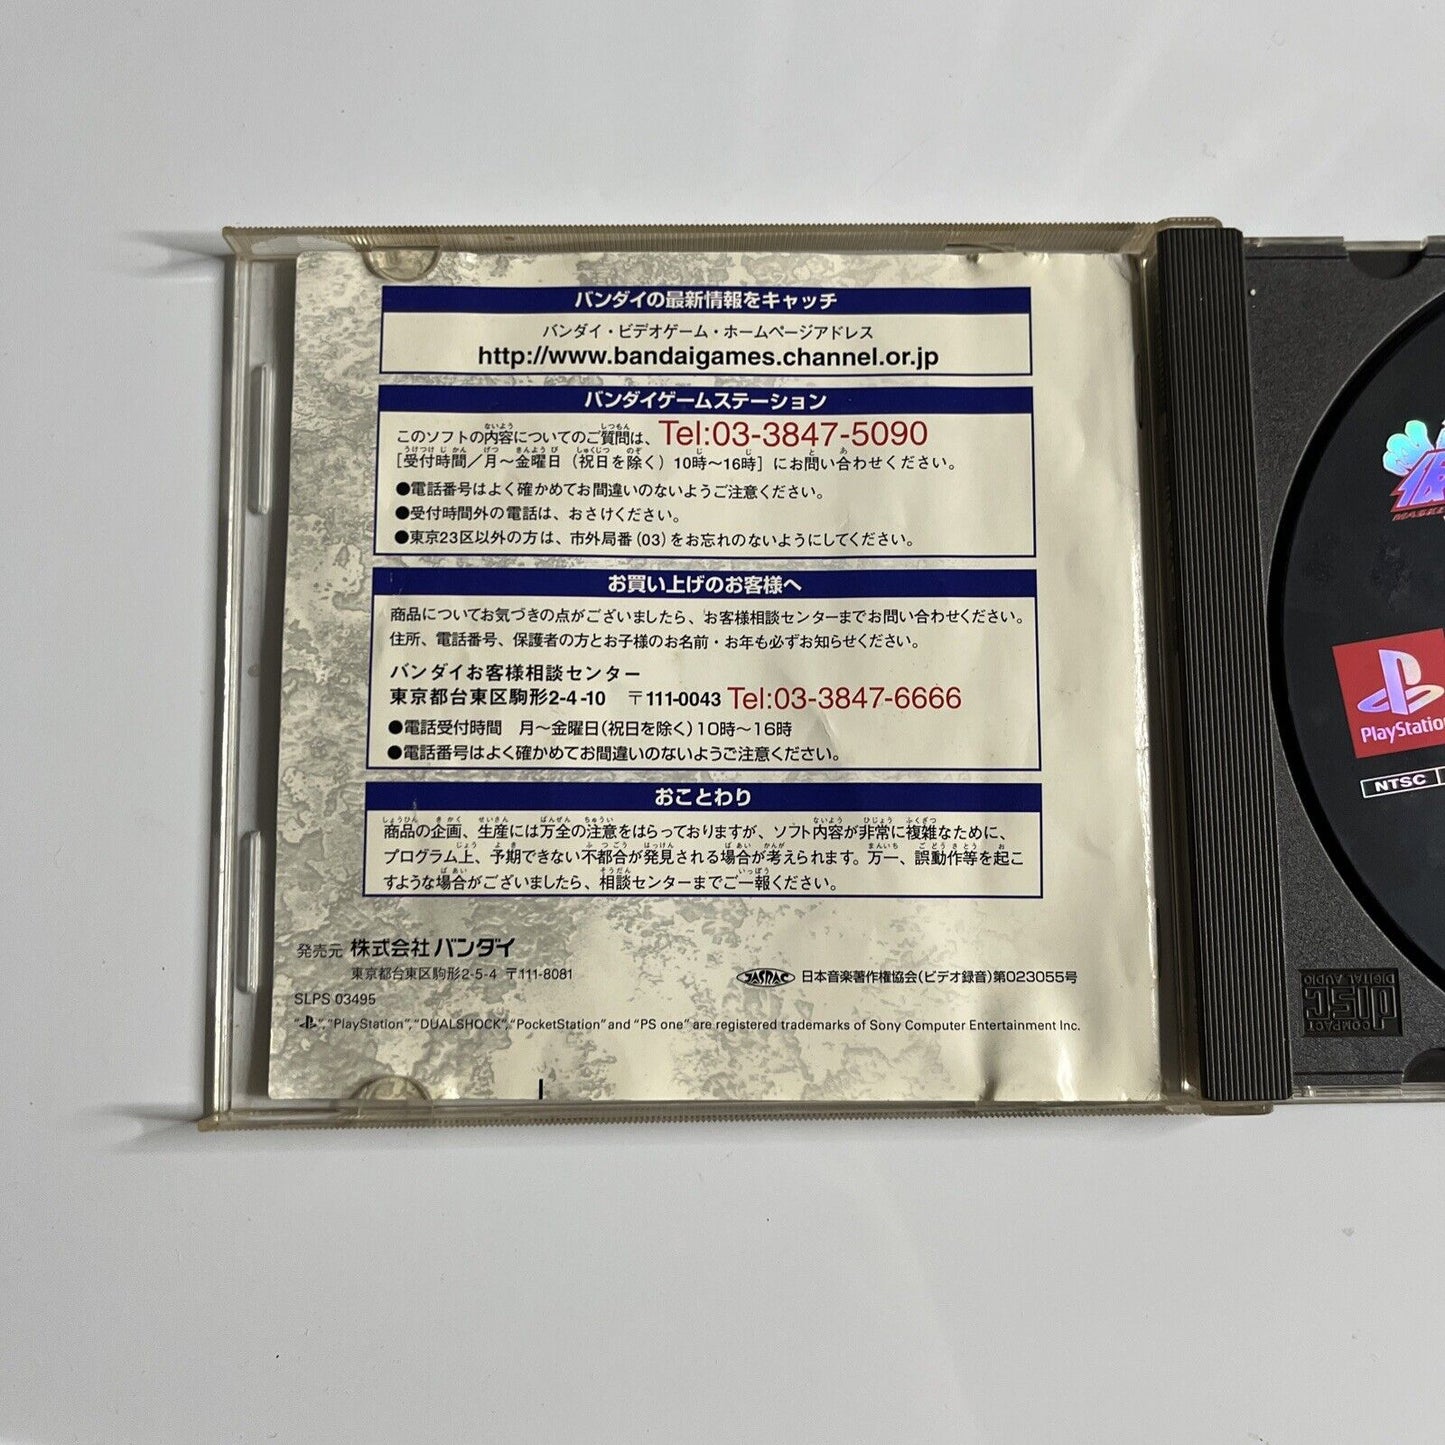 バンダイの最新情報をキャッチ
バンダイ・ビデオゲーム・ホームページアドレス
http://www.bandaigames.channel.or.jp
バンダイゲームステーション
このソフトの内容についてのご質問は、Tel:03-3847-5090
[受付時間／月〜金曜日（祝日を除く）10時〜16時]にお問い合わせください。
●電話番号はよく確かめてお間違いのないようご注意ください。
●受付時間外の電話は、おさけください。
●東京23区以外の方は、市外局番(03)をお忘れのないようにしてください。
お買い上げのお客様へ
商品についてお気づきの点がございましたら、お客様相談センターまでお問い合わせください。
住所、電話番号、保護者の方とお子様のお名前・お年も必ずお知らせください。
バンダイお客様相談センター
東京都台東区駒形2-4-10 〒111-0043 Tel:03-3847-6666
●電話受付時間 月〜金曜日(祝日を除く)10時〜16時
●電話番号はよく確かめてお間違いのないようご注意ください。
おことわり
商品の企画、生産には万全の注意をはらっておりますが、ソフト内容が非常に複雑なために、
プログラム上、予期できない不都合が発見される場合が考えられます。万一、誤動作等を起こ
すような場合がございましたら、相談センターまでご一報ください。
発売元 株式会社バンダイ
東京都台東区駒形2-5-4 〒111-8081
JASRAC 日本音楽著作権協会(ビデオ録音)第023055号
SLPS 03495
" ","PlayStation","DUALSHOCK","PocketStation" and "PS one" are registered trademarks of Sony Computer Entertainment Inc.
PlayStation
NTSC
COMPACT
disc
DIGITAL AUDIO